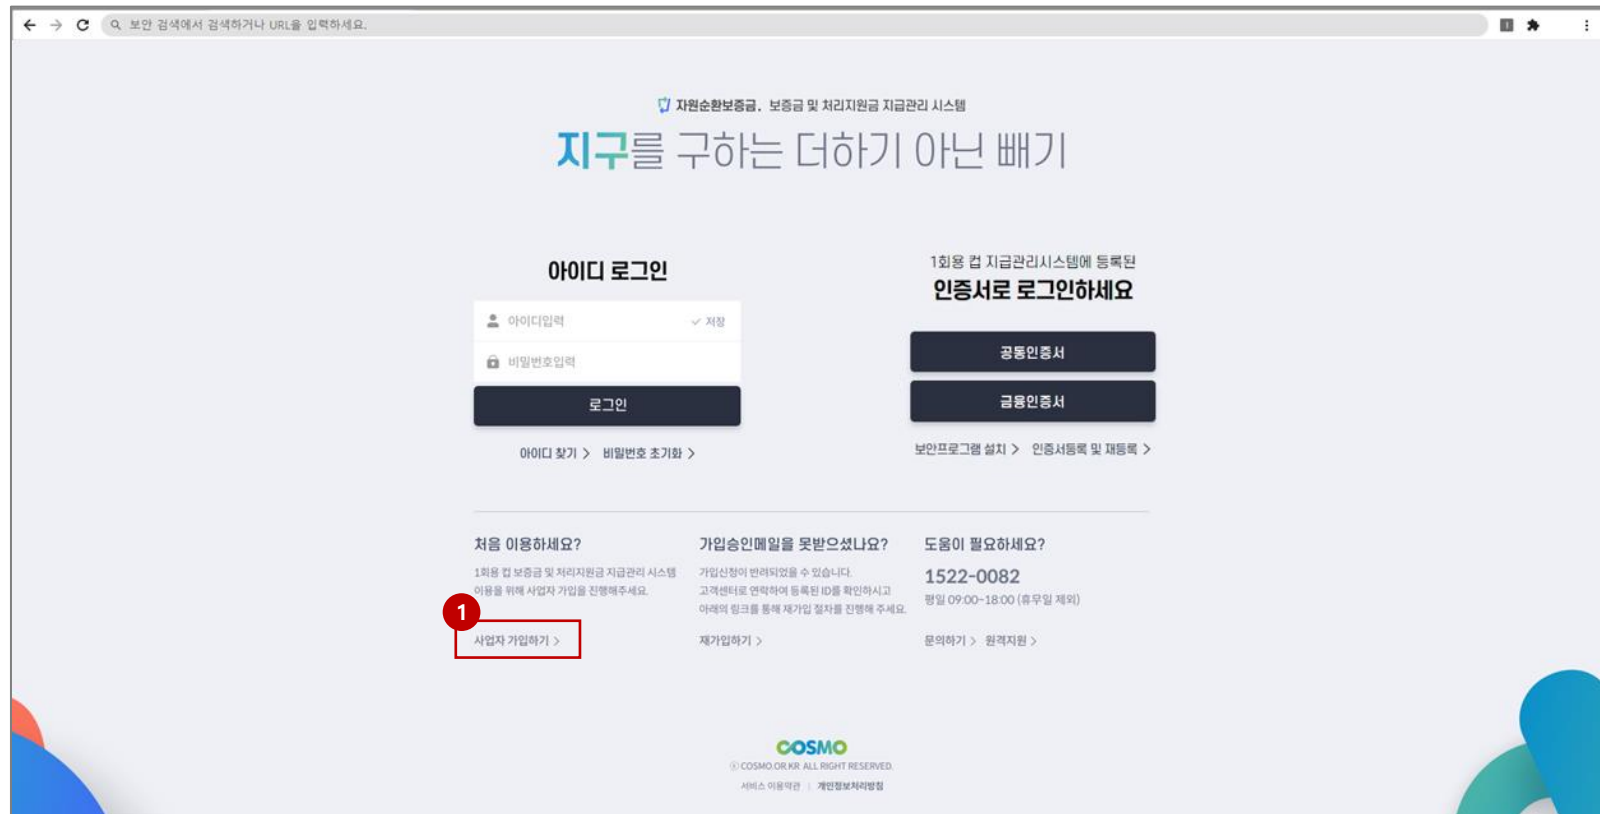 보안 검색에서 검색하거나 URL을 입력하세요.
자원순환보증금, 보증금 및 처리지원금 지급관리 시스템
지구를 구하는 더하기 아닌 빼기
아이디 로그인
아이디입력 저장
비밀번호입력
로그인
아이디 찾기 > 비밀번호 초기화 >
1회용 컵 지급관리시스템에 등록된
인증서로 로그인하세요
공동인증서
금융인증서
보안프로그램 설치 > 인증서등록 및 재등록 >
처음 이용하세요?
1회용 컵 보증금 및 처리지원금 지급관리 시스템
이용을 위해 사업자 가입을 진행해주세요.
1
사업자 가입하기 >
가입승인메일을 못받으셨나요?
가입신청이 반려되었을 수 있습니다.
고객센터로 연락하여 등록된 ID를 확인하시고
아래의 링크를 통해 재가입 절차를 진행해 주세요.
재가입하기 >
도움이 필요하세요?
1522-0082
평일 09:00~18:00 (휴무일 제외)
문의하기 > 원격지원 >
COSMO
ⓒ COSMO.OR.KR ALL RIGHT RESERVED.
서비스 이용약관 | 개인정보처리방침